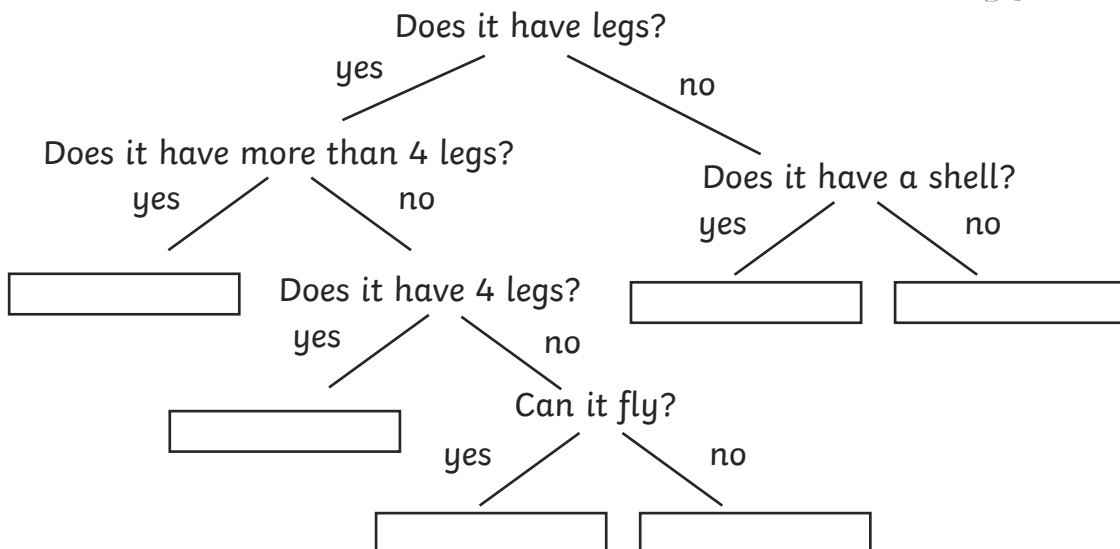 Does it have legs?
yes
no
Does it have more than 4 legs?
Does it have a shell?
yes
no
yes
no
Does it have 4 legs?
yes
no
Can it fly?
yes
no